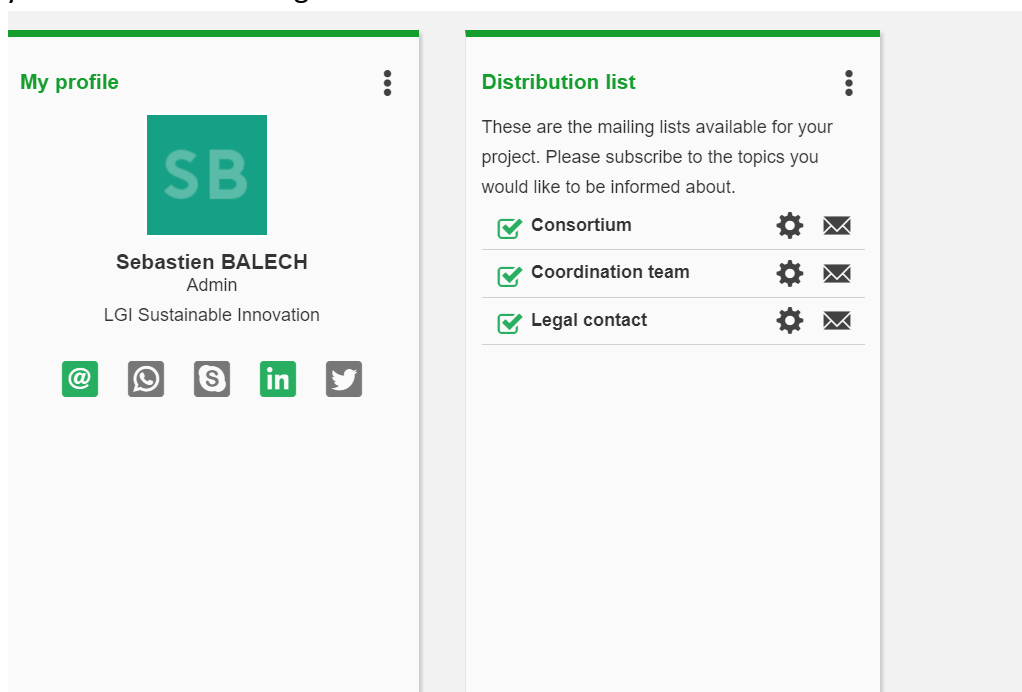 My profile
SB
Sebastien BALECH
Admin
LGI Sustainable Innovation
@
S
in
Distribution list
These are the mailing lists available for your
project. Please subscribe to the topics you
would like to be informed about.
Consortium
Coordination team
Legal contact